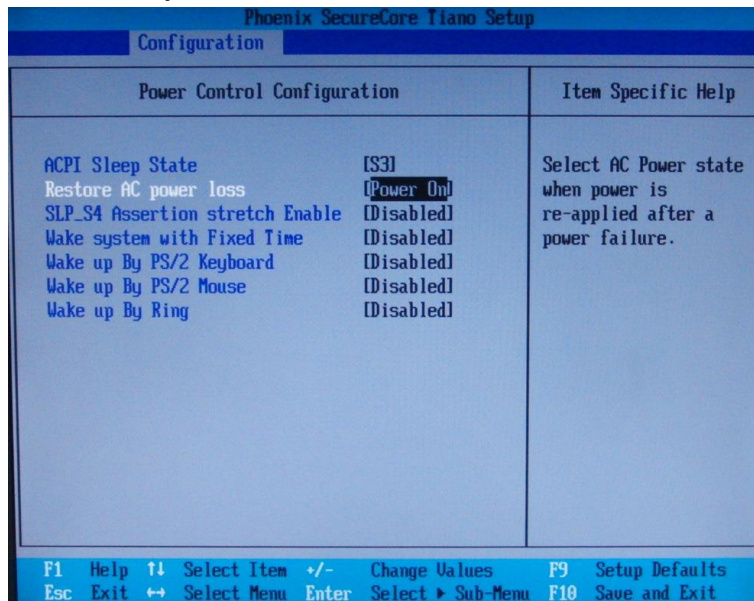 Phoenix SecureCore Tiano Setup
Configuration
Power Control Configuration
Item Specific Help
ACPI Sleep State [S3]
Restore AC power loss [Power On]
SLP_S4 Assertion stretch Enable [Disabled]
Wake system with Fixed Time [Disabled]
Wake up By PS/2 Keyboard [Disabled]
Wake up By PS/2 Mouse [Disabled]
Wake up By Ring [Disabled]
Select AC Power state
when power is
re-applied after a
power failure.
F1 Help ↑↓ Select Item +/- Change Values F9 Setup Defaults
Esc Exit ↔ Select Menu Enter Select ▶ Sub-Menu F10 Save and Exit